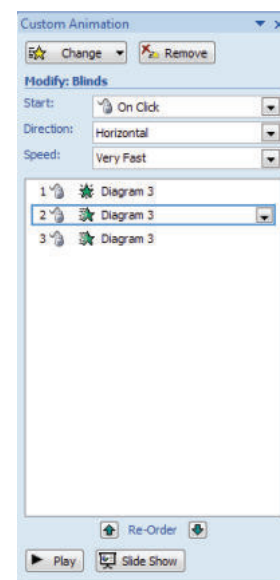 Custom Animation
Change Remove
Modify: Blinds
Start: On Click
Direction: Horizontal
Speed: Very Fast
1 Diagram 3
2 Diagram 3
3 Diagram 3
Re-Order
Play Slide Show